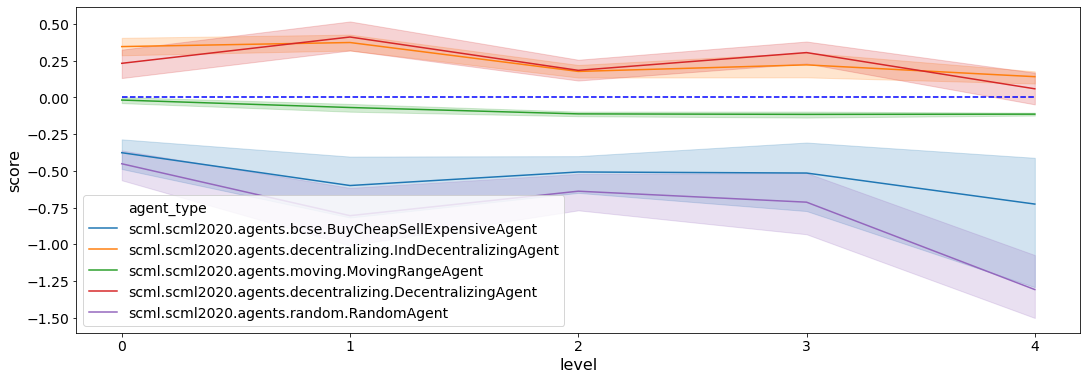 0.50
0.25
0.00
−0.25
−0.50
−0.75
−1.00
−1.25
−1.50
score
agent_type
scml.scml2020.agents.bcse.BuyCheapSellExpensiveAgent
scml.scml2020.agents.decentralizing.IndDecentralizingAgent
scml.scml2020.agents.moving.MovingRangeAgent
scml.scml2020.agents.decentralizing.DecentralizingAgent
scml.scml2020.agents.random.RandomAgent
0 1 2 3 4
level